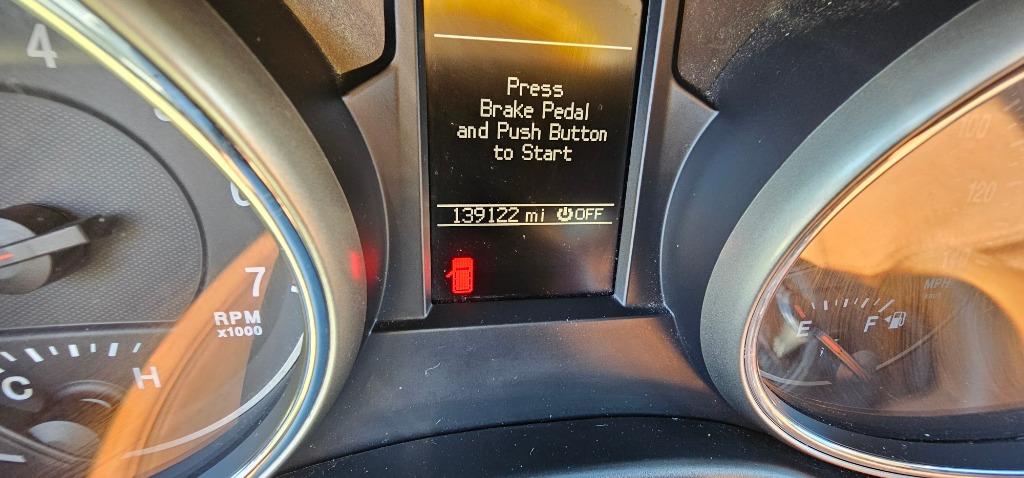 4
Press
Brake Pedal
and Push Button
to Start
139122 mi OFF
7
RPM
x1000
C H
100
120
MPH
E F